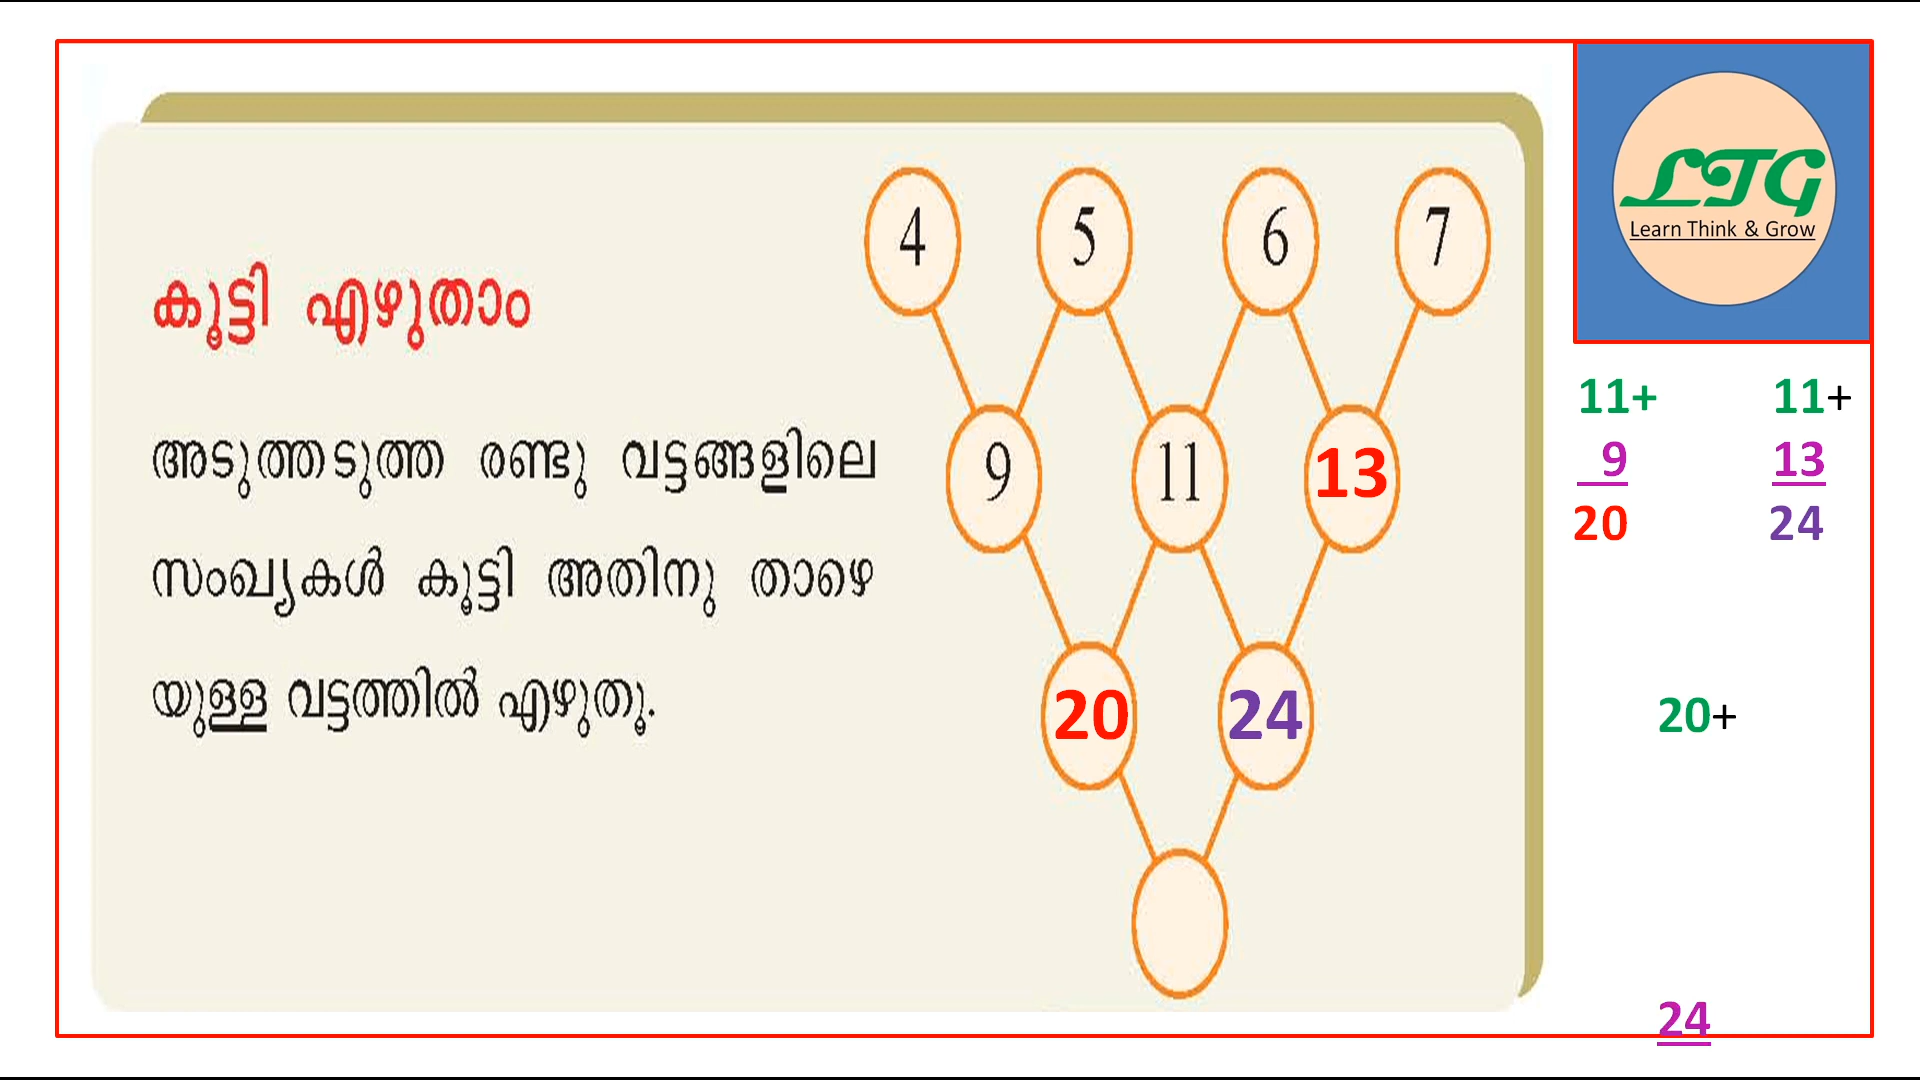 LTG
Learn Think & Grow
കൂട്ടി എഴുതാം
അടുത്തടുത്ത രണ്ടു വട്ടങ്ങളിലെ
സംഖ്യകൾ കൂട്ടി അതിനു താഴെ
യുള്ള വട്ടത്തിൽ എഴുതൂ.
4 5 6 7
9 11 13
20 24
11+ 11+
9 13
20 24
20+
24